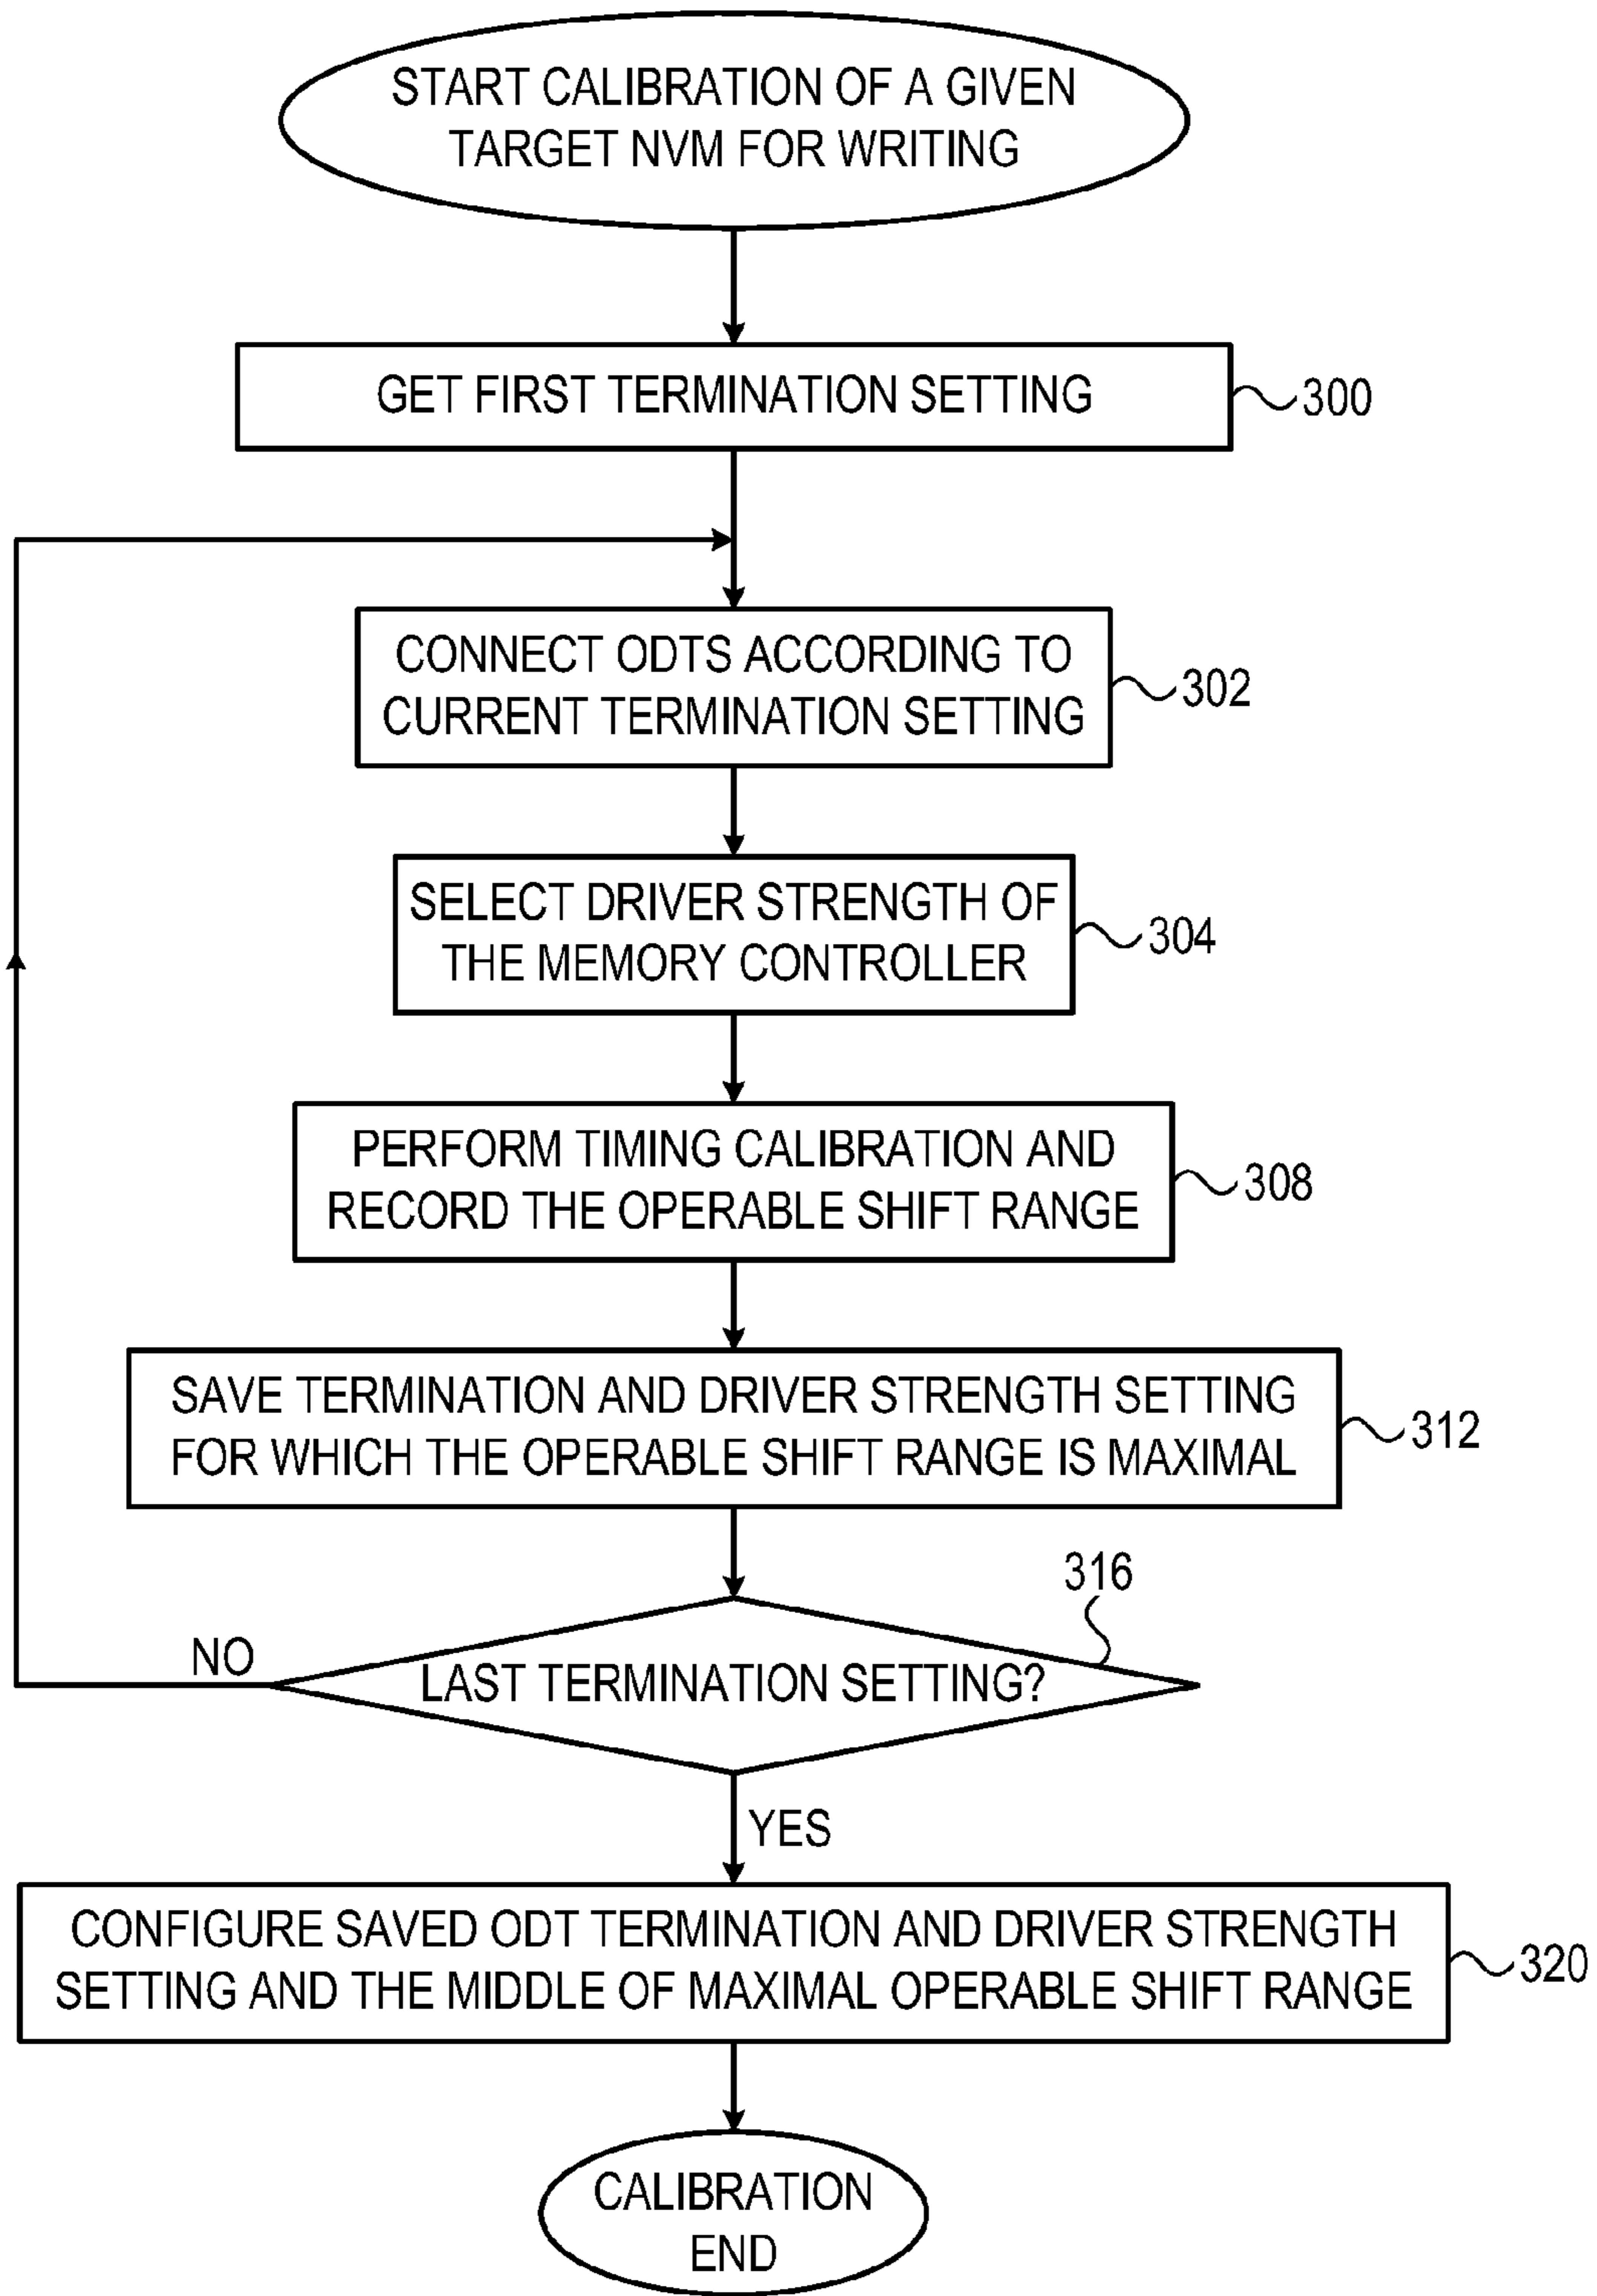 START CALIBRATION OF A GIVEN
TARGET NVM FOR WRITING
GET FIRST TERMINATION SETTING
300
CONNECT ODTS ACCORDING TO
CURRENT TERMINATION SETTING
302
SELECT DRIVER STRENGTH OF
THE MEMORY CONTROLLER
304
PERFORM TIMING CALIBRATION AND
RECORD THE OPERABLE SHIFT RANGE
308
SAVE TERMINATION AND DRIVER STRENGTH SETTING
FOR WHICH THE OPERABLE SHIFT RANGE IS MAXIMAL
312
316
NO
LAST TERMINATION SETTING?
YES
CONFIGURE SAVED ODT TERMINATION AND DRIVER STRENGTH
SETTING AND THE MIDDLE OF MAXIMAL OPERABLE SHIFT RANGE
320
CALIBRATION
END